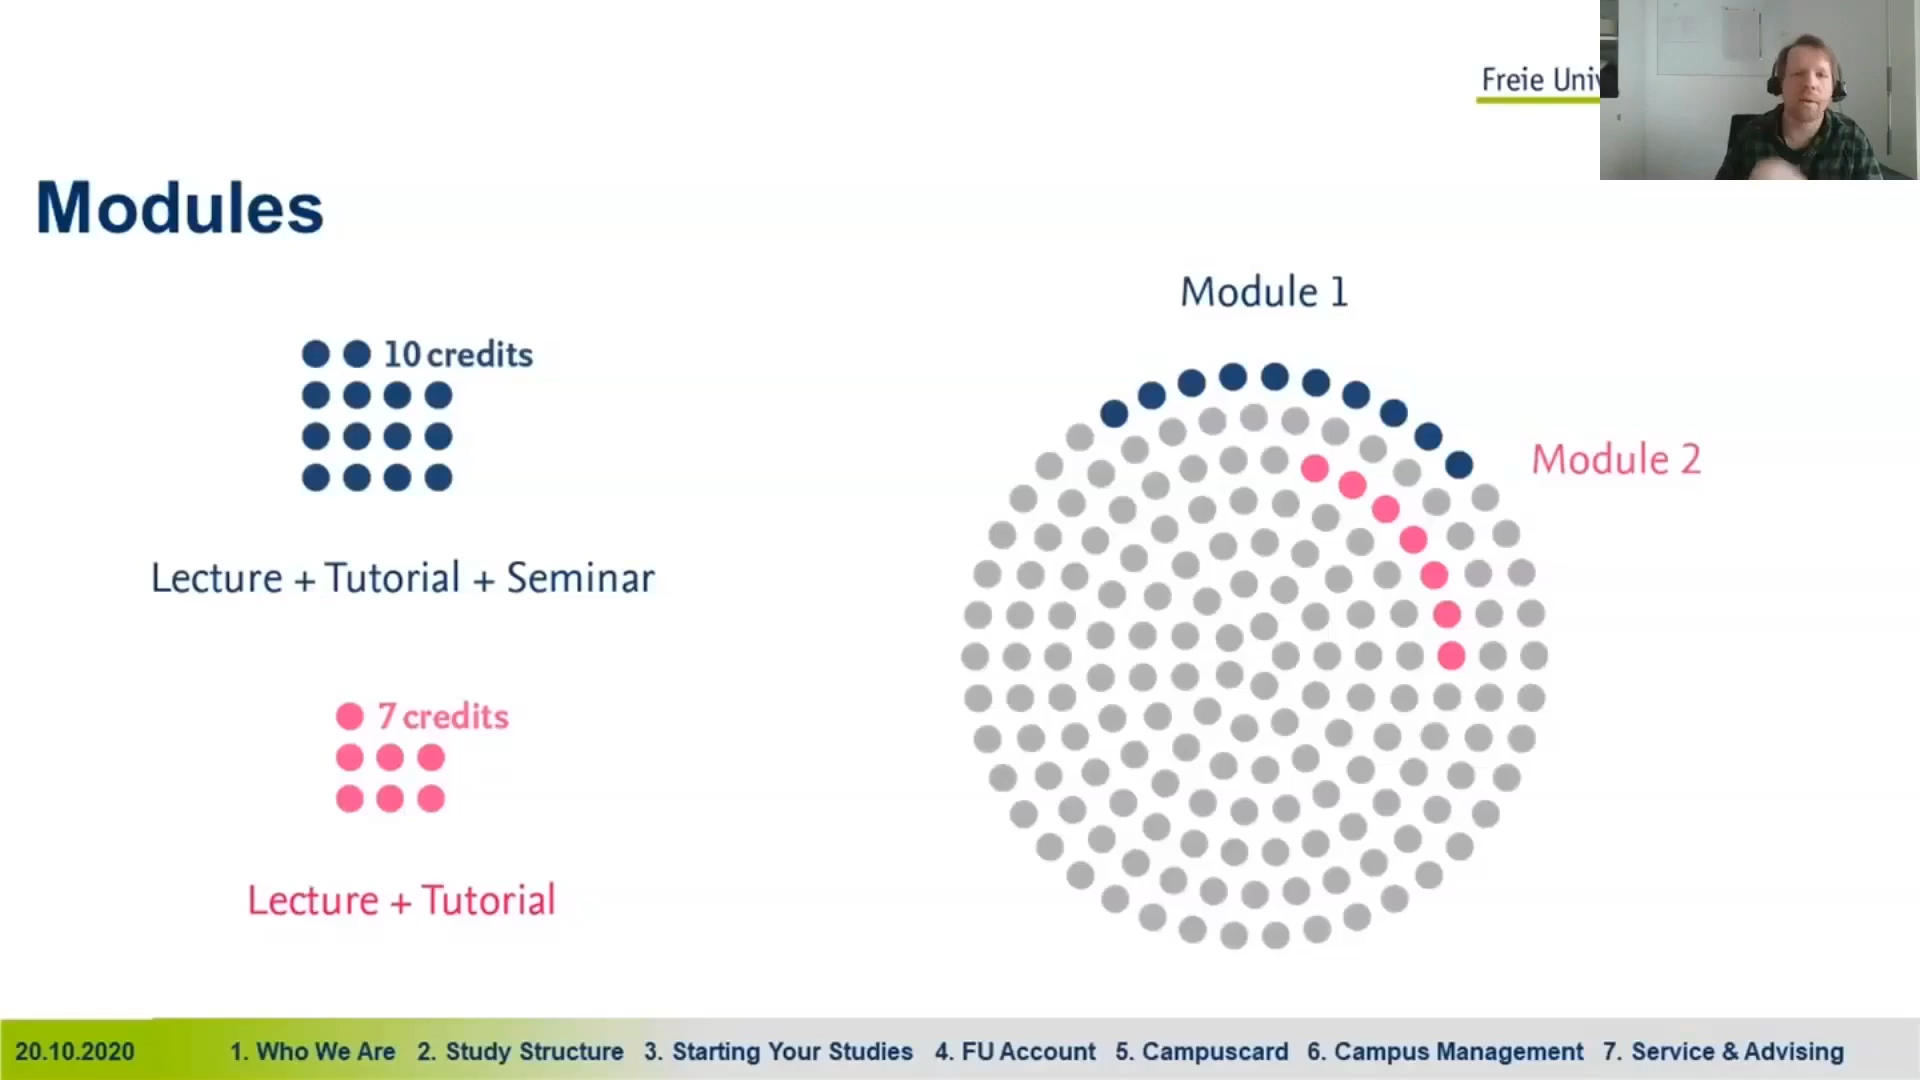 Freie Uni
Modules
Module 1
10 credits
Module 2
Lecture + Tutorial + Seminar
7 credits
Lecture + Tutorial
20.10.2020 1. Who We Are 2. Study Structure 3. Starting Your Studies 4. FU Account 5. Campuscard 6. Campus Management 7. Service & Advising